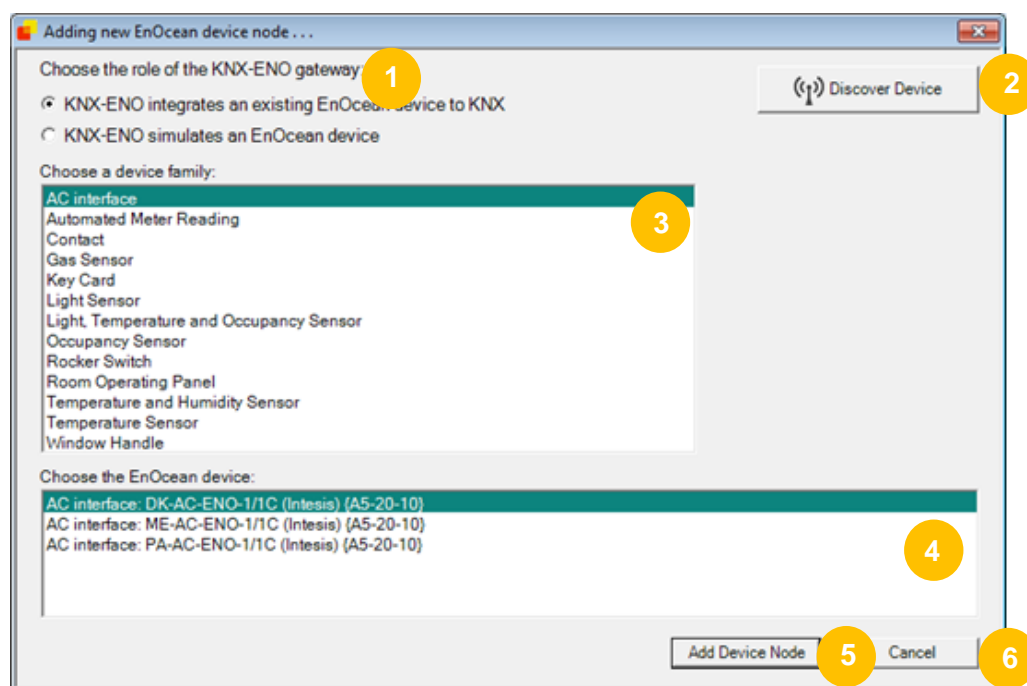 Adding new EnOcean device node . . .
Choose the role of the KNX-ENO gateway:
1
KNX-ENO integrates an existing EnOcean device to KNX
Discover Device
2
KNX-ENO simulates an EnOcean device
Choose a device family:
AC interface
3
Automated Meter Reading
Contact
Gas Sensor
Key Card
Light Sensor
Light, Temperature and Occupancy Sensor
Occupancy Sensor
Rocker Switch
Room Operating Panel
Temperature and Humidity Sensor
Temperature Sensor
Window Handle
Choose the EnOcean device:
AC interface: DK-AC-ENO-1/1C (Intesis) {A5-20-10}
AC interface: ME-AC-ENO-1/1C (Intesis) {A5-20-10}
AC interface: PA-AC-ENO-1/1C (Intesis) {A5-20-10}
4
Add Device Node
5
Cancel
6